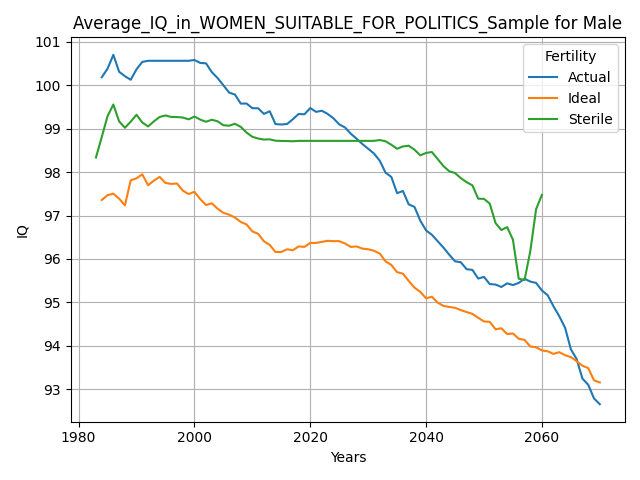 Average_IQ_in_WOMEN_SUITABLE_FOR_POLITICS_Sample for Male
101
100
99
98
97
96
95
94
93
IQ
1980
2000
2020
2040
2060
Years
Fertility
Actual
Ideal
Sterile